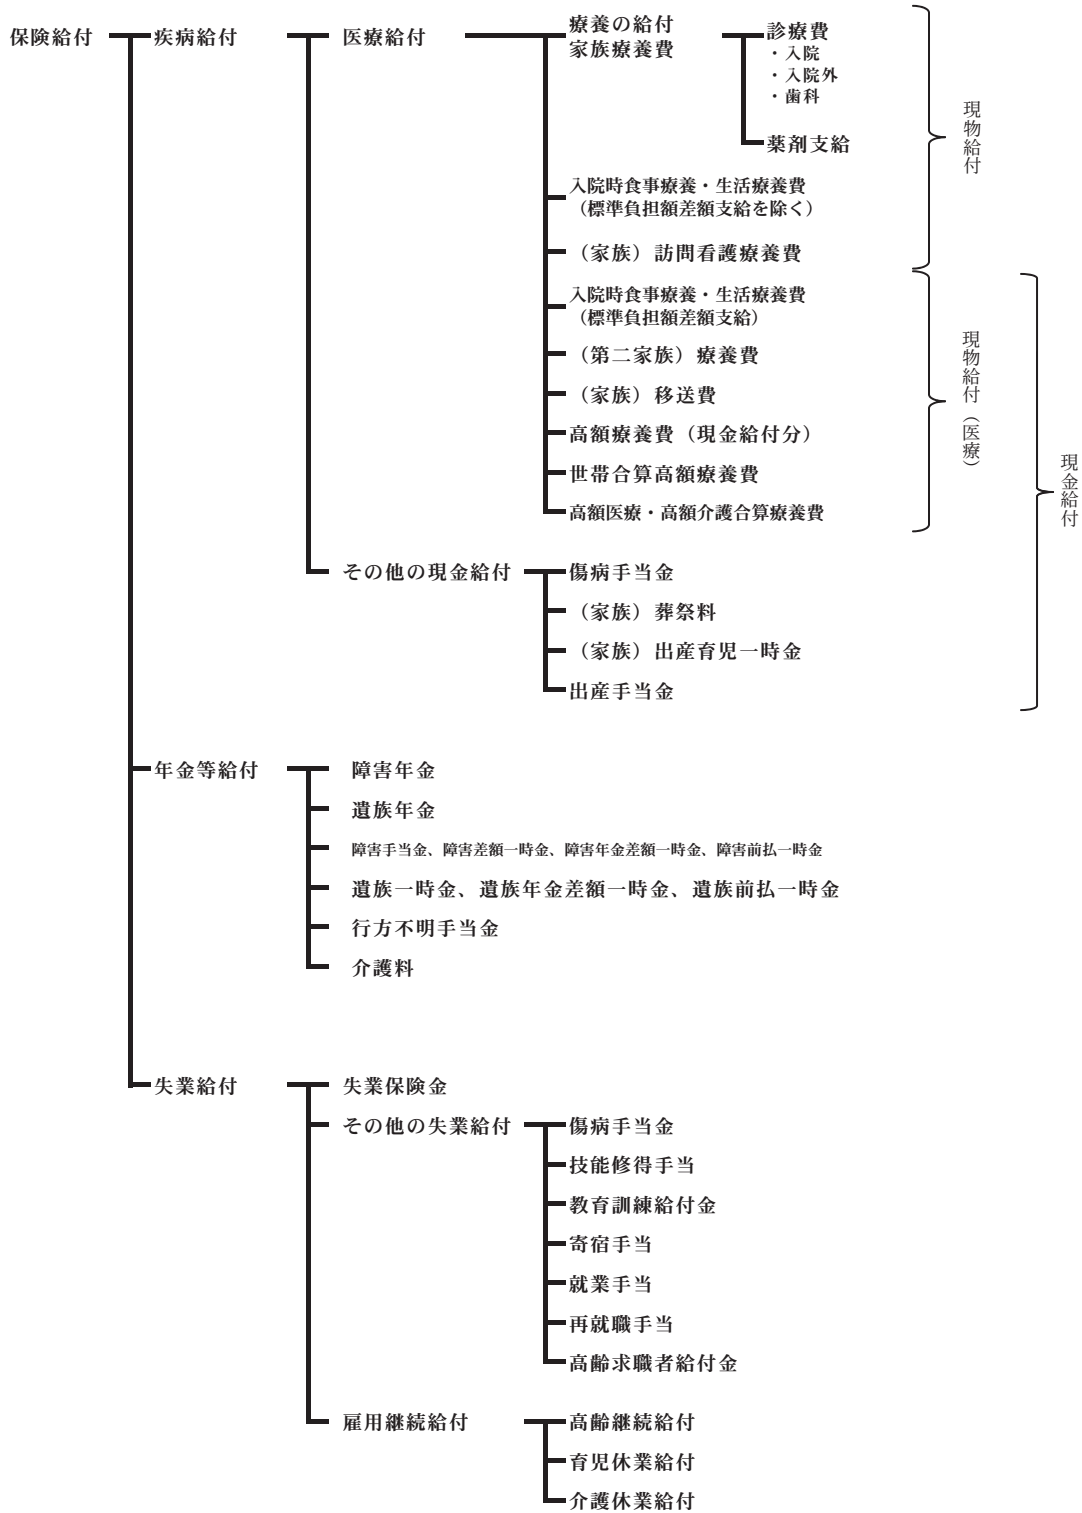 保険給付
疾病給付
医療給付
療養の給付
家族療養費
診療費
・入院
・入院外
・歯科
薬剤支給
入院時食事療養・生活療養費
（標準負担額差額支給を除く）
（家族）訪問看護療養費
現物給付
入院時食事療養・生活療養費
（標準負担額差額支給）
（第二家族）療養費
（家族）移送費
高額療養費（現金給付分）
世帯合算高額療養費
高額医療・高額介護合算療養費
現物給付（医療）
その他の現金給付
傷病手当金
（家族）葬祭料
（家族）出産育児一時金
出産手当金
現金給付
年金等給付
障害年金
遺族年金
障害手当金、障害差額一時金、障害年金差額一時金、障害前払一時金
遺族一時金、遺族年金差額一時金、遺族前払一時金
行方不明手当金
介護料
失業給付
失業保険金
その他の失業給付
傷病手当金
技能修得手当
教育訓練給付金
寄宿手当
就業手当
再就職手当
高齢求職者給付金
雇用継続給付
高齢継続給付
育児休業給付
介護休業給付